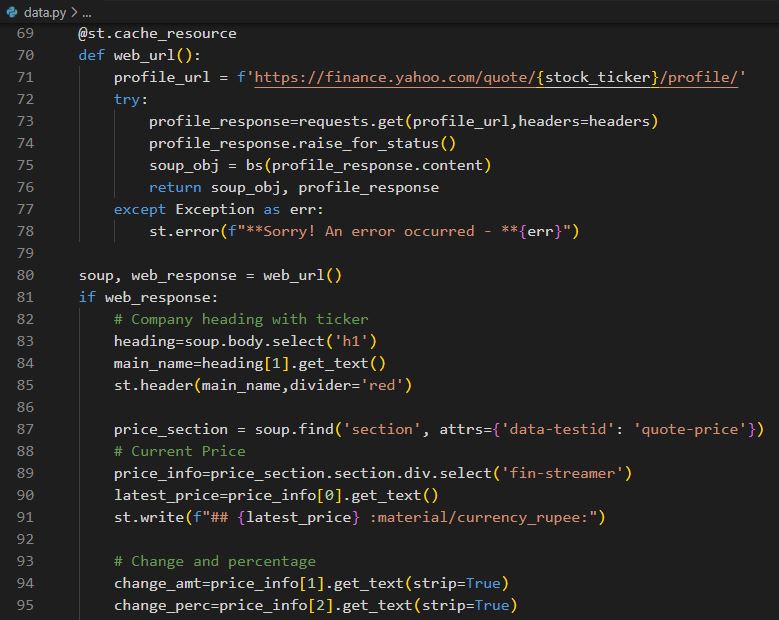 data.py > ...
69 @st.cache_resource
70 def web_url():
71     profile_url = f'https://finance.yahoo.com/quote/{stock_ticker}/profile/'
72     try:
73         profile_response=requests.get(profile_url,headers=headers)
74         profile_response.raise_for_status()
75         soup_obj = bs(profile_response.content)
76         return soup_obj, profile_response
77     except Exception as err:
78         st.error(f"**Sorry! An error occurred - **{err}")
79
80 soup, web_response = web_url()
81 if web_response:
82     # Company heading with ticker
83     heading=soup.body.select('h1')
84     main_name=heading[1].get_text()
85     st.header(main_name,divider='red')
86
87     price_section = soup.find('section', attrs={'data-testid': 'quote-price'})
88     # Current Price
89     price_info=price_section.section.div.select('fin-streamer')
90     latest_price=price_info[0].get_text()
91     st.write(f"## {latest_price} :material/currency_rupee:")
92
93     # Change and percentage
94     change_amt=price_info[1].get_text(strip=True)
95     change_perc=price_info[2].get_text(strip=True)